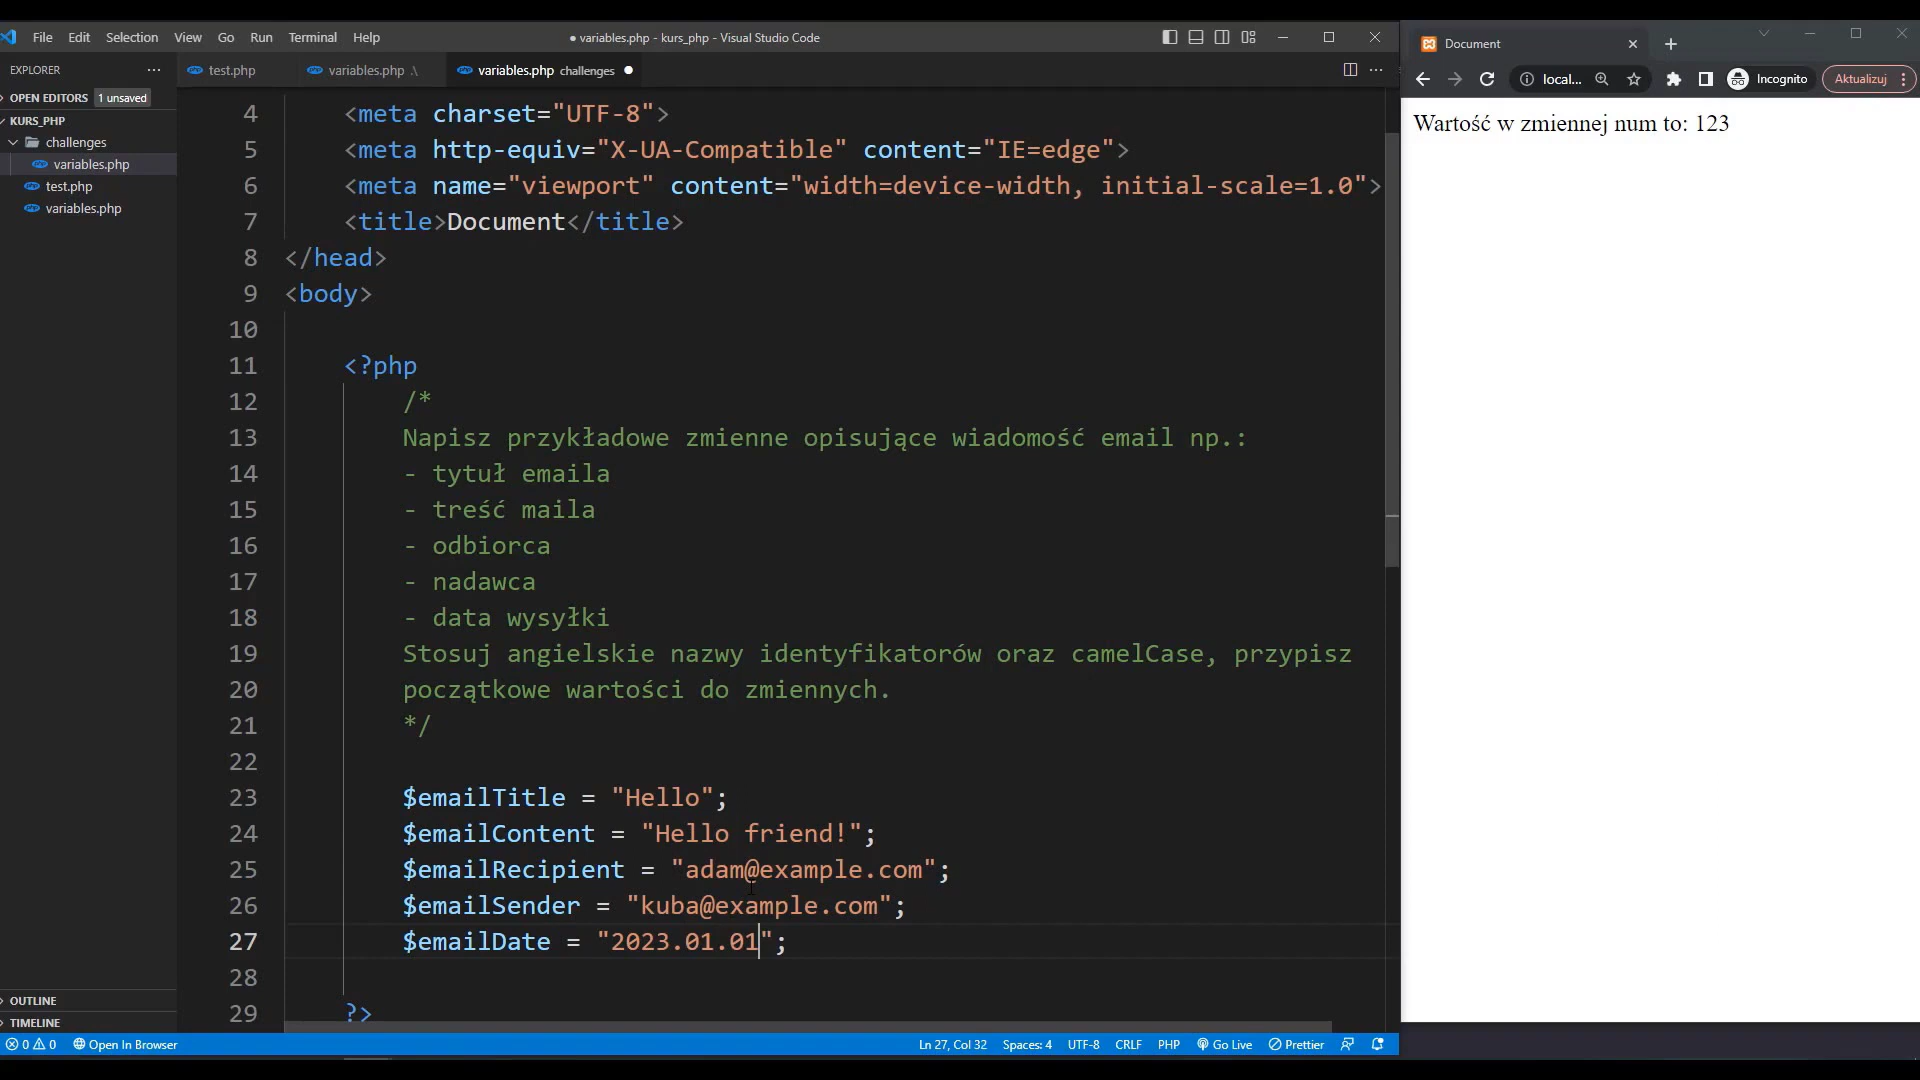 File Edit Selection View Go Run Terminal Help
● variables.php - kurs_php - Visual Studio Code
EXPLORER
OPEN EDITORS 1 unsaved
KURS_PHP
challenges
variables.php
test.php
variables.php
OUTLINE
TIMELINE
test.php variables.php .\ variables.php challenges ●
4 <meta charset="UTF-8">
5 <meta http-equiv="X-UA-Compatible" content="IE=edge">
6 <meta name="viewport" content="width=device-width, initial-scale=1.0">
7 <title>Document</title>
8 </head>
9 <body>
10
11 <?php
12 /*
13 Napisz przykładowe zmienne opisujące wiadomość email np.:
14 - tytuł emaila
15 - treść maila
16 - odbiorca
17 - nadawca
18 - data wysyłki
19 Stosuj angielskie nazwy identyfikatorów oraz camelCase, przypisz
20 początkowe wartości do zmiennych.
21 */
22
23 $emailTitle = "Hello";
24 $emailContent = "Hello friend!";
25 $emailRecipient = "adam@example.com";
26 $emailSender = "kuba@example.com";
27 $emailDate = "2023.01.01";
28
29 ?>
0 0 Open In Browser Ln 27, Col 32 Spaces: 4 UTF-8 CRLF PHP Go Live Prettier
Document
local... Incognito Aktualizuj
Wartość w zmiennej num to: 123